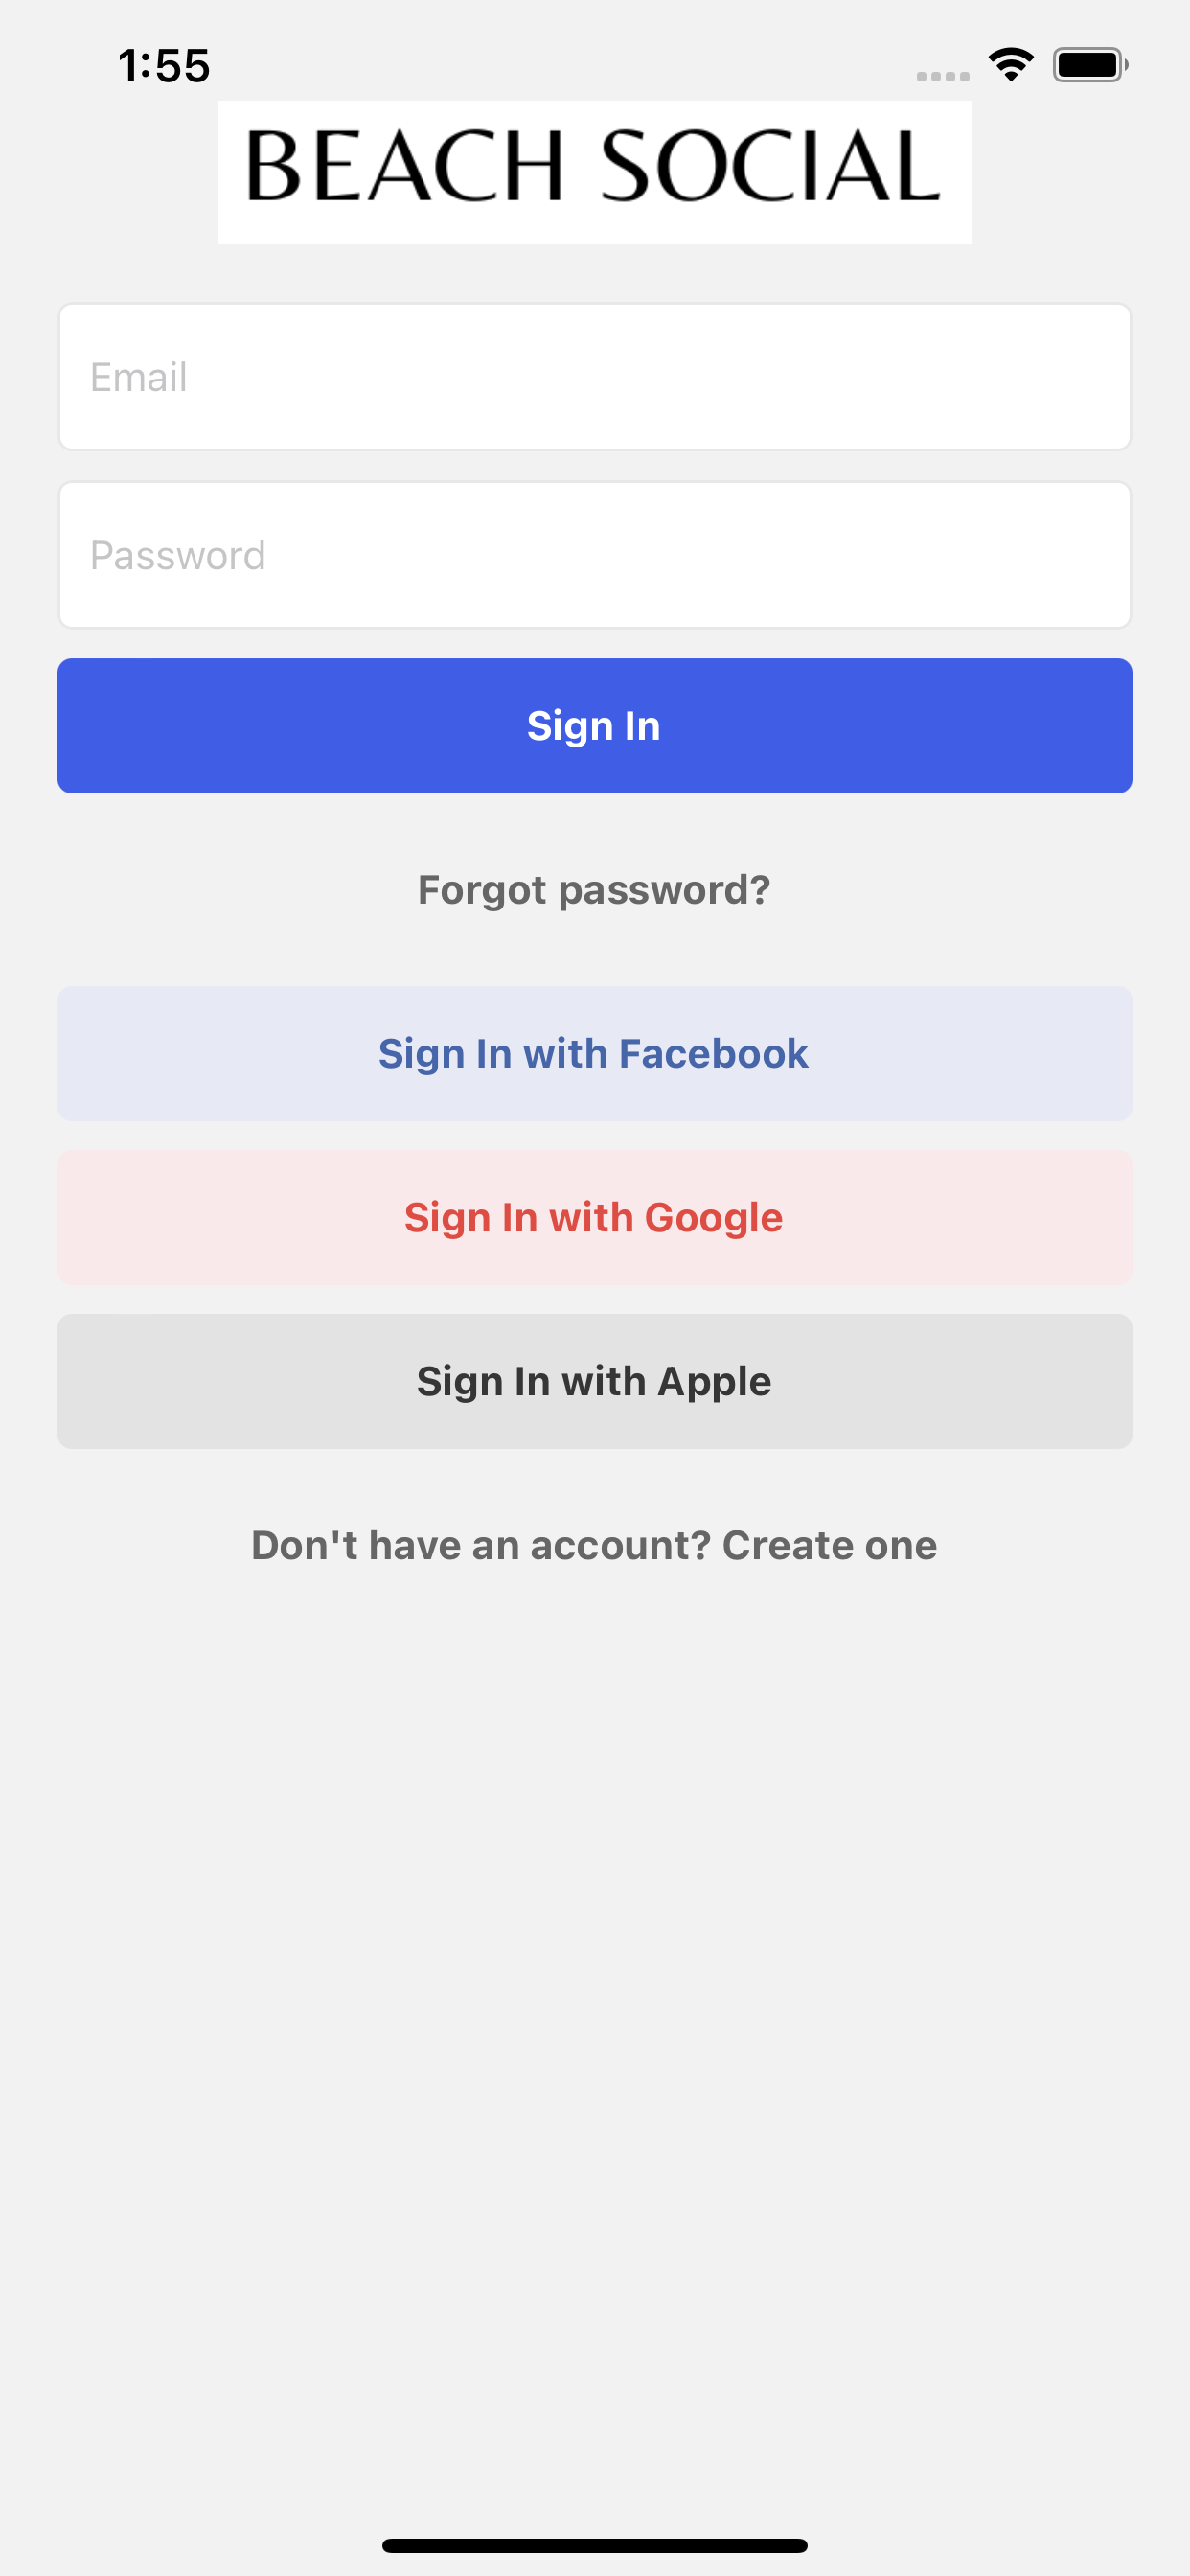 1:55
BEACH SOCIAL
Email
Password
Sign In
Forgot password?
Sign In with Facebook
Sign In with Google
Sign In with Apple
Don't have an account? Create one